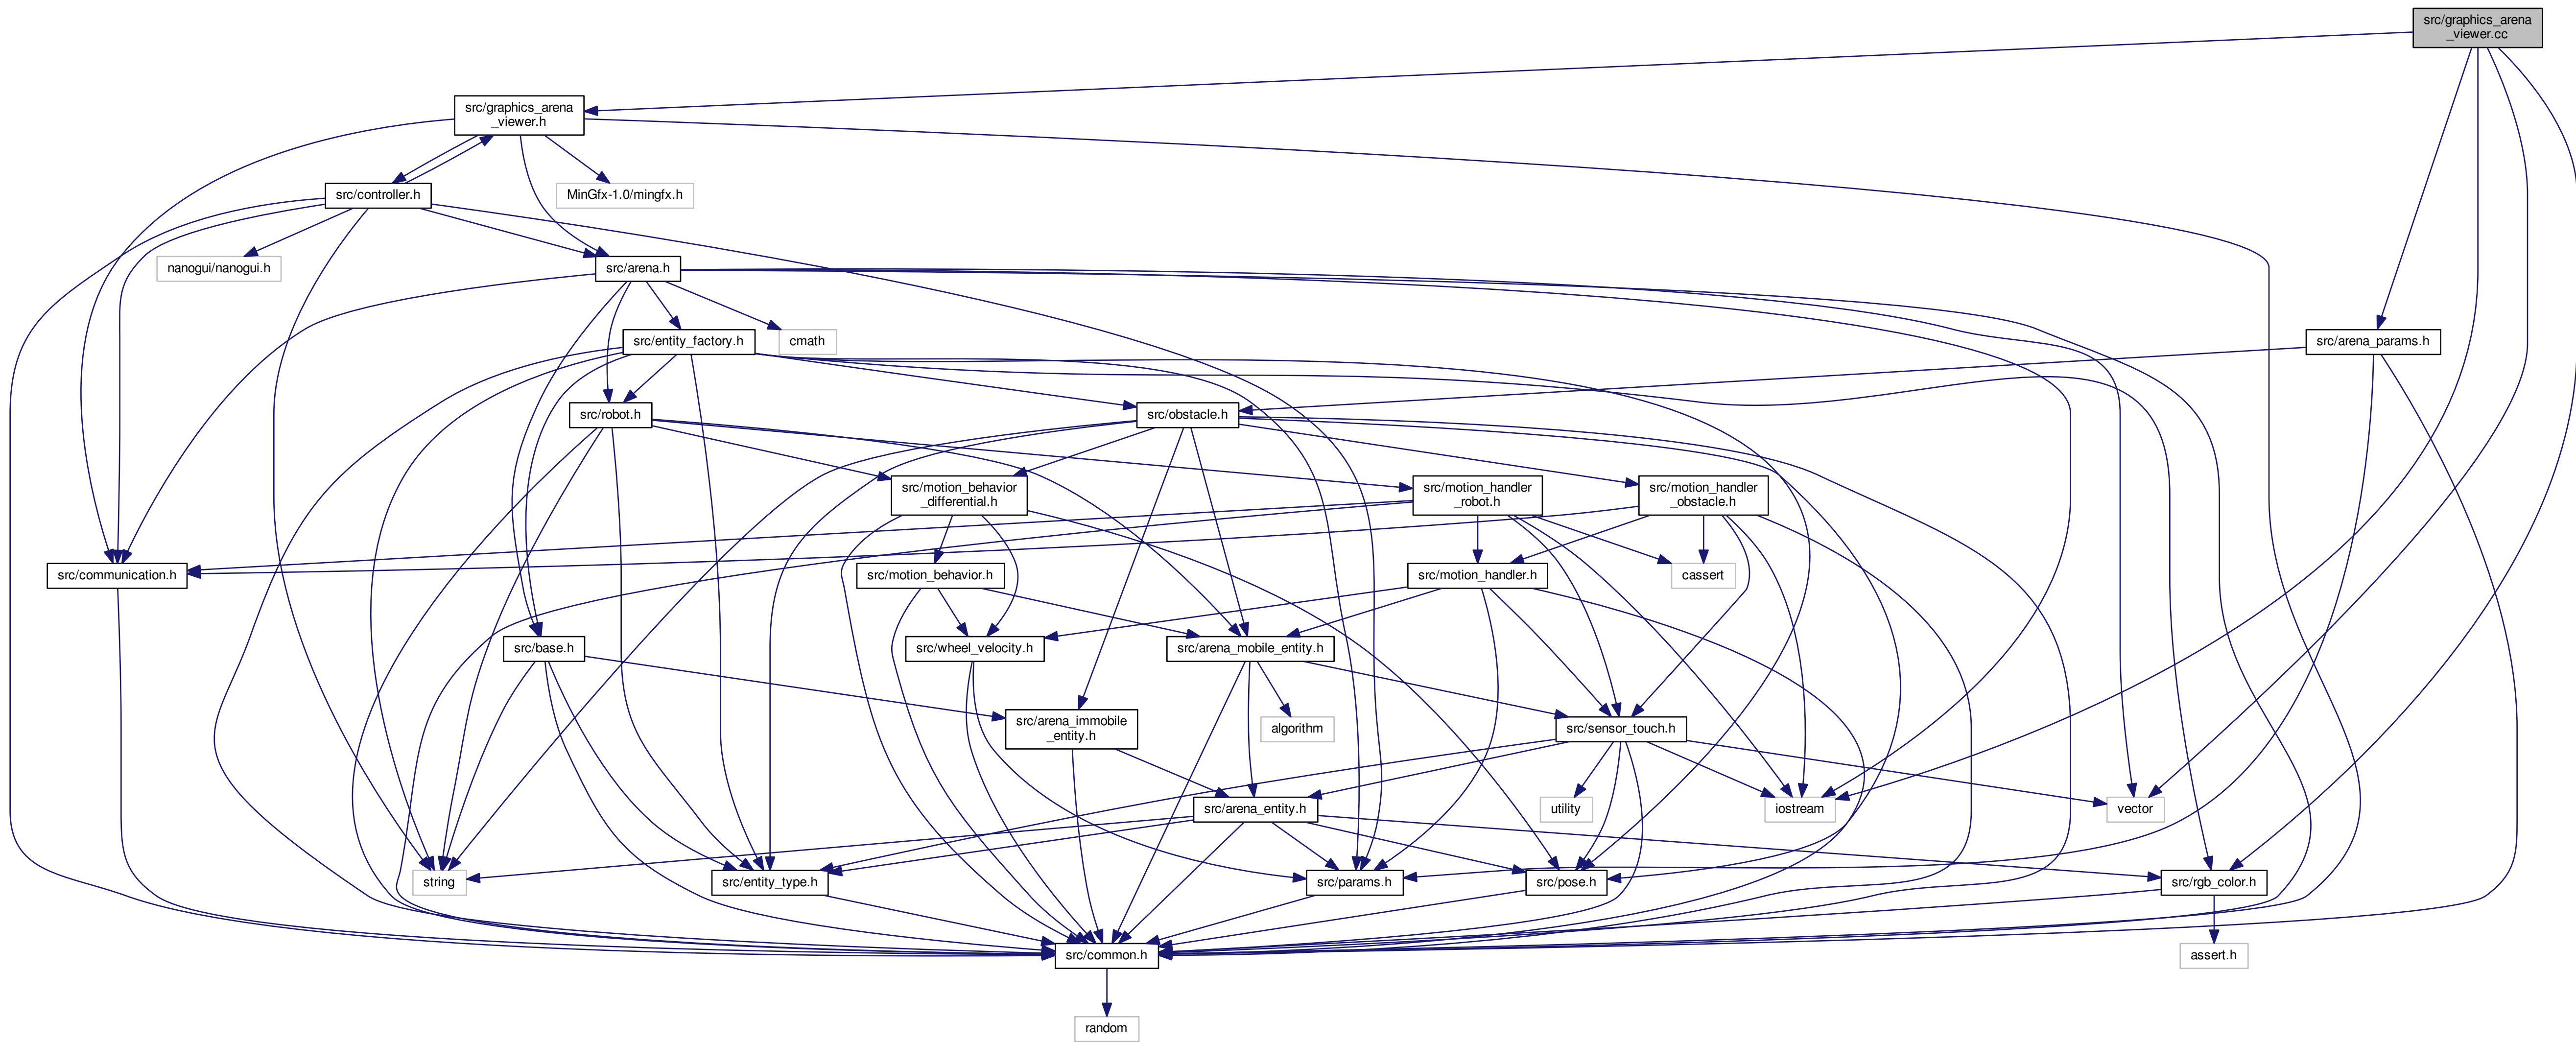 src/graphics_arena
_viewer.cc
src/graphics_arena
_viewer.h
src/controller.h
MinGfx-1.0/mingfx.h
nanogui/nanogui.h
src/arena.h
src/entity_factory.h
cmath
src/arena_params.h
src/robot.h
src/obstacle.h
src/motion_behavior
_differential.h
src/motion_handler
_robot.h
src/motion_handler
_obstacle.h
src/communication.h
src/motion_behavior.h
src/motion_handler.h
cassert
src/base.h
src/wheel_velocity.h
src/arena_mobile_entity.h
src/arena_immobile
_entity.h
algorithm
src/sensor_touch.h
src/arena_entity.h
utility
iostream
vector
string
src/entity_type.h
src/params.h
src/pose.h
src/rgb_color.h
src/common.h
assert.h
random